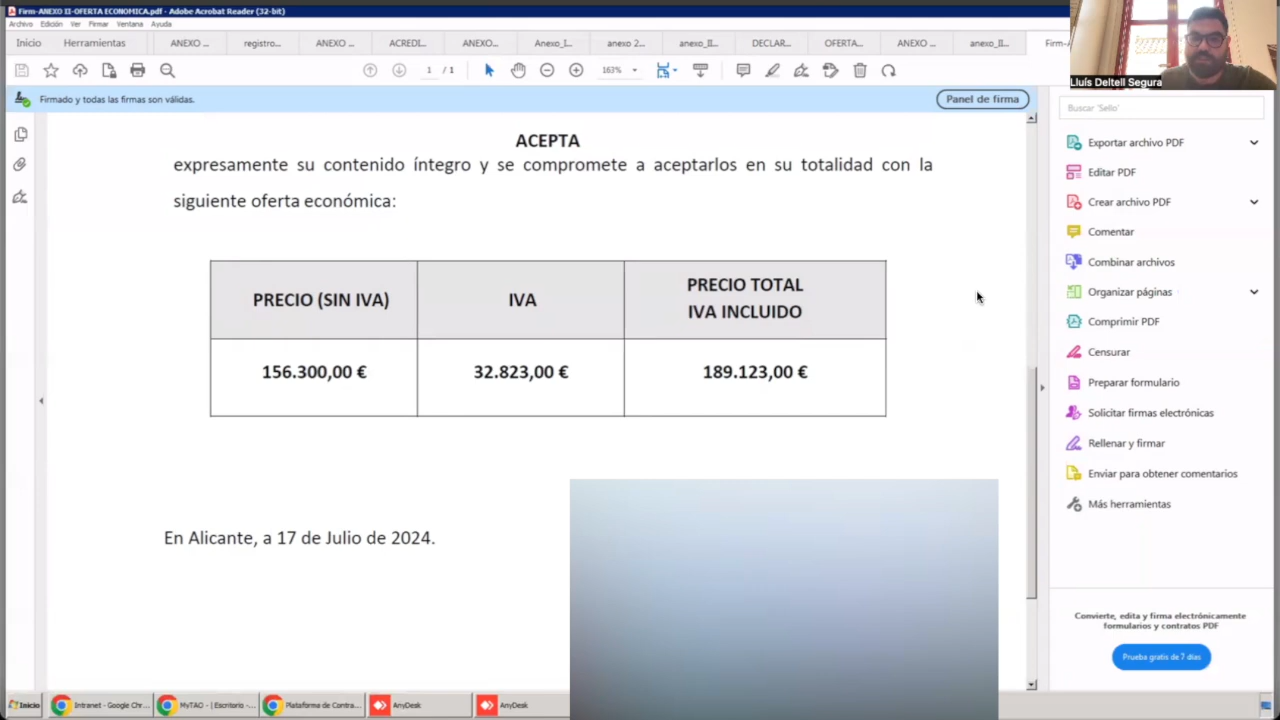 Firm-ANEXO II-OFERTA ECONOMICA.pdf - Adobe Acrobat Reader (32-bit)
Archivo Edición Ver Firmar Ventana Ayuda
Inicio Herramientas ANEXO ... registro... ANEXO ... ACREDI... ANEXO... Anexo_I... anexo 2... anexo_II... DECLAR... OFERTA... ANEXO ... anexo_II... Firm-A
1 / 1 163%
Lluís Deltell Segura
Firmado y todas las firmas son válidas.
Panel de firma
Buscar 'Sello'
ACEPTA
expresamente su contenido íntegro y se compromete a aceptarlos en su totalidad con la
siguiente oferta económica:
PRECIO (SIN IVA) IVA PRECIO TOTAL
IVA INCLUIDO
156.300,00 € 32.823,00 € 189.123,00 €
En Alicante, a 17 de Julio de 2024.
Exportar archivo PDF
Editar PDF
Crear archivo PDF
Comentar
Combinar archivos
Organizar páginas
Comprimir PDF
Censurar
Preparar formulario
Solicitar firmas electrónicas
Rellenar y firmar
Enviar para obtener comentarios
Más herramientas
Convierte, edita y firma electrónicamente
formularios y contratos PDF
Prueba gratis de 7 días
Inicio Intranet - Google Chr... MyTAO - | Escritorio - ... Plataforma de Contra... AnyDesk AnyDesk